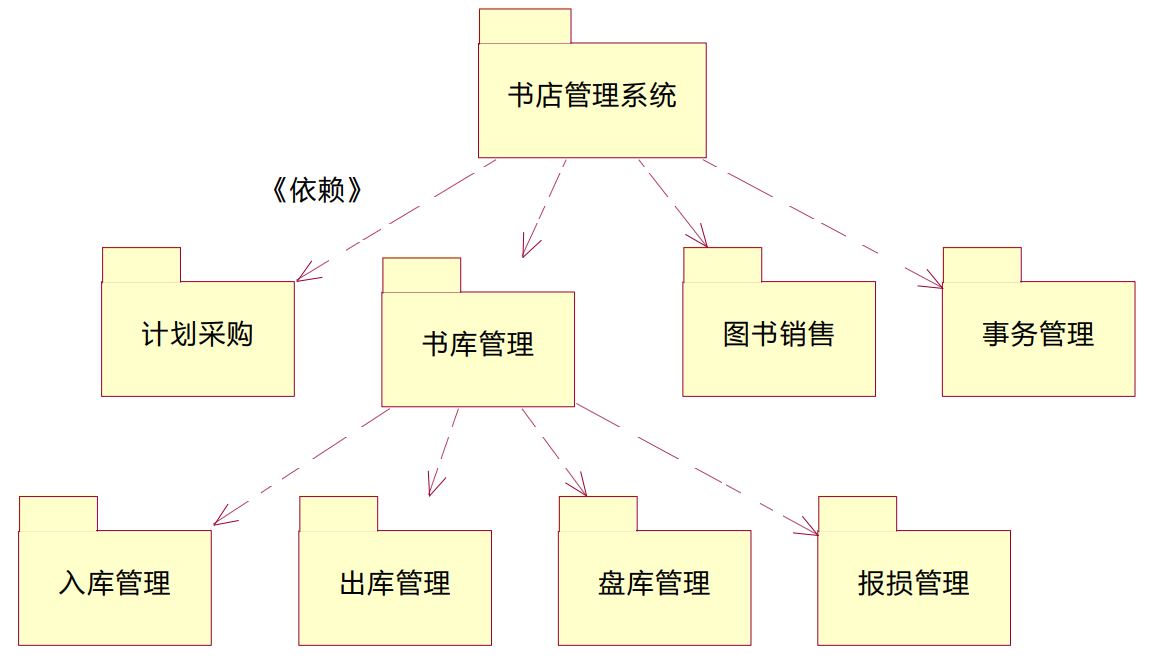 书店管理系统
《依赖》
计划采购
书库管理
图书销售
事务管理
入库管理
出库管理
盘库管理
报损管理